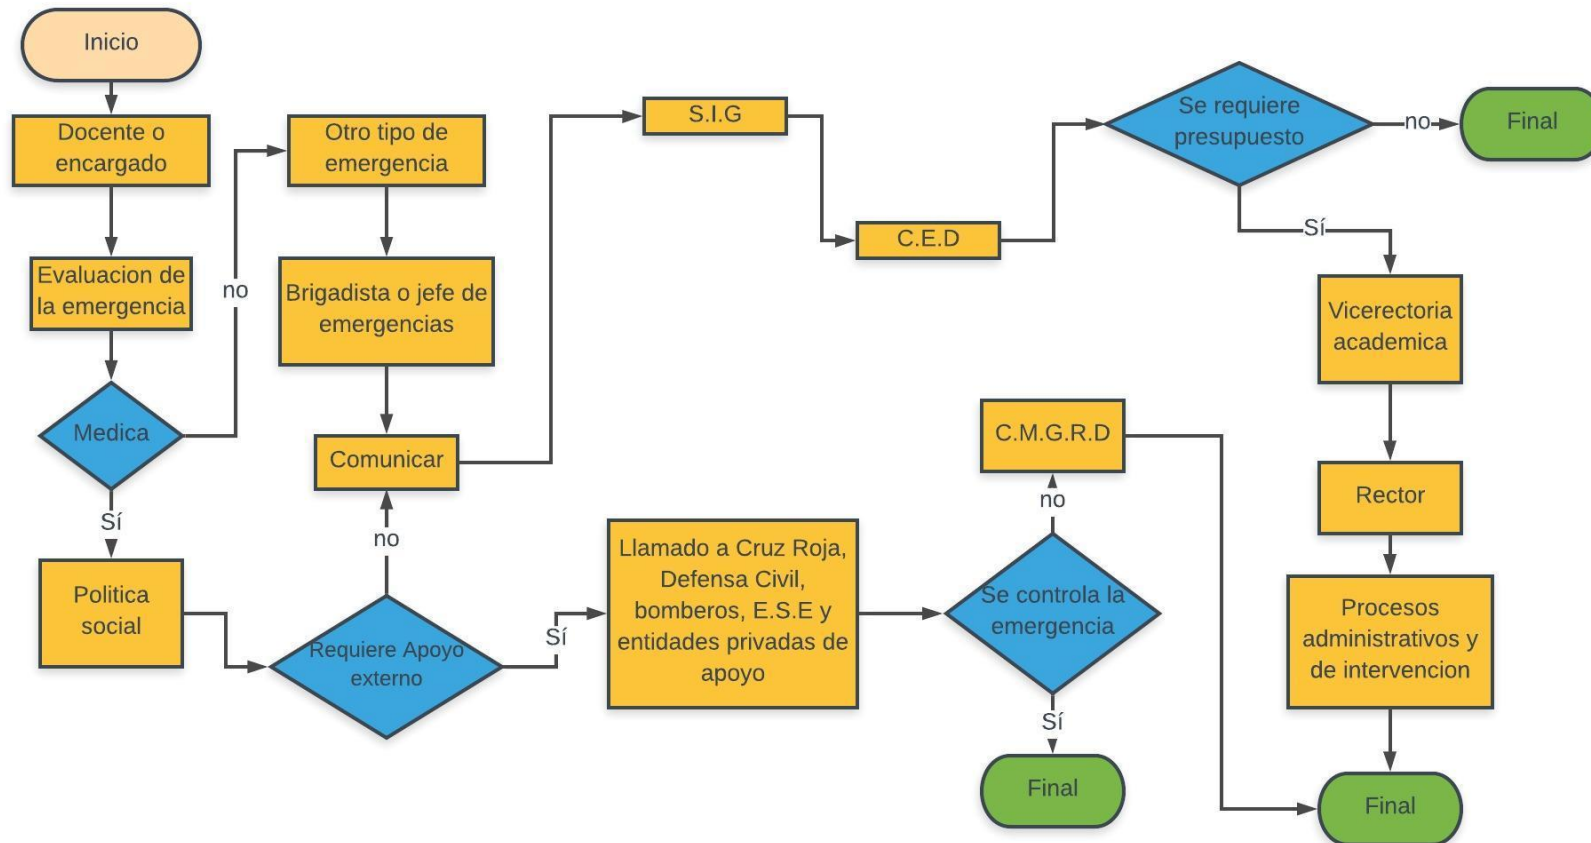 Inicio
Docente o
encargado
Evaluacion de
la emergencia
Medica
no
Sí
Politica
social
Otro tipo de
emergencia
Brigadista o jefe de
emergencias
Comunicar
no
Requiere Apoyo
externo
Sí
Llamado a Cruz Roja,
Defensa Civil,
bomberos, E.S.E y
entidades privadas de
apoyo
S.I.G
C.E.D
C.M.G.R.D
no
Se controla la
emergencia
Sí
Final
Se requiere
presupuesto
no
Final
Sí
Vicerectoria
academica
Rector
Procesos
administrativos y
de intervencion
Final